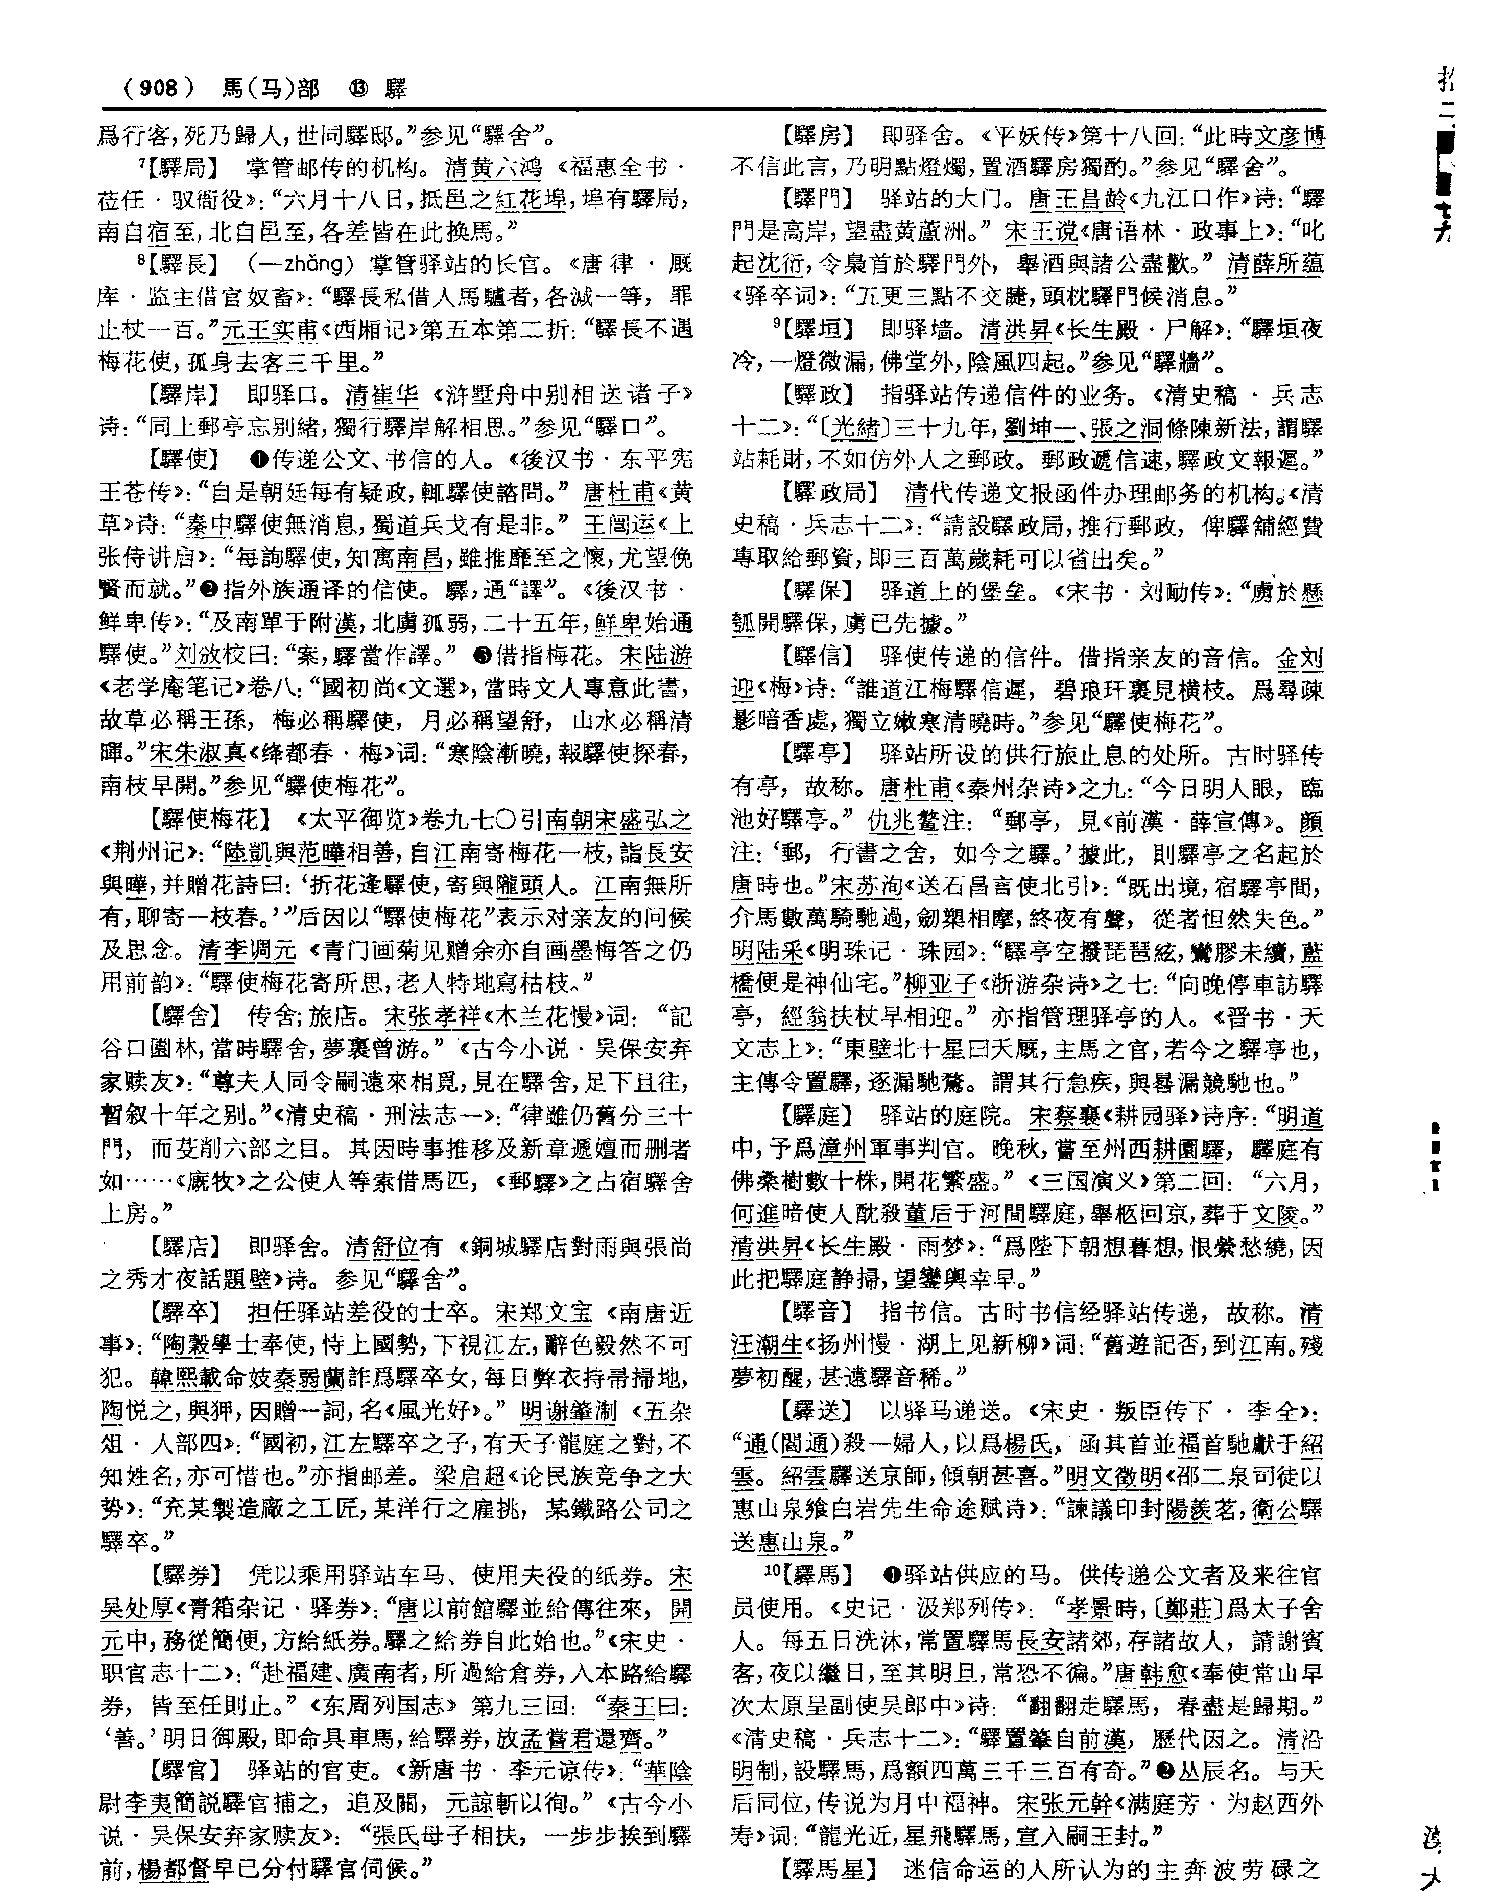 （908） 馬（马）部 ⑬ 驛
爲行客，死乃歸人，世同驛邸。”参见“驛舍”。
7【驛局】 掌管邮传的机构。清黄六鸿《福惠全书·
莅任·驭衙役》：“六月十八日，抵邑之紅花埠，埠有驛局，
南自宿至，北自邑至，各差皆在此换馬。”
8【驛長】（—zhǎng）掌管驿站的长官。《唐律·厩
库·监主借官奴畜》：“驛長私借人馬驢者，各減一等，罪
止杖一百。”元王实甫《西厢记》第五本第二折：“驛長不遇
梅花使，孤身去客三千里。”
【驛岸】 即驿口。清崔华《浒墅舟中别相送诸子》
诗：“同上郵亭忘别緒，獨行驛岸解相思。”参见“驛口”。
【驛使】 ❶传递公文、书信的人。《後汉书·东平宪
王苍传》：“自是朝廷每有疑政，輒驛使諮問。”唐杜甫《黄
草》诗：“秦中驛使無消息，蜀道兵戈有是非。”王闿运《上
张侍讲启》：“每詢驛使，知寓南昌，雖推靡至之懷，尤望俛
賢而就。”❷指外族通译的信使。驛，通“譯”。《後汉书·
鲜卑传》：“及南單于附漢，北虜孤弱，二十五年，鲜卑始通
驛使。”刘攽校曰：“案，驛當作譯。”❸借指梅花。宋陆游
《老学庵笔记》卷八：“國初尚《文選》，當時文人專意此書，
故草必稱王孫，梅必稱驛使，月必稱望舒，山水必稱清
暉。”宋朱淑真《绛都春·梅》词：“寒陰漸曉，報驛使探春，
南枝早開。”参见“驛使梅花”。
【驛使梅花】《太平御览》卷九七〇引南朝宋盛弘之
《荆州记》：“陸凱與范曄相善，自江南寄梅花一枝，詣長安
與曄，并贈花詩曰：‘折花逢驛使，寄與隴頭人。江南無所
有，聊寄一枝春。’”后因以“驛使梅花”表示对亲友的问候
及思念。清李调元《青门画菊见赠余亦自画墨梅答之仍
用前韵》：“驛使梅花寄所思，老人特地寫枯枝。”
【驛舍】 传舍；旅店。宋张孝祥《木兰花慢》词：“記
谷口園林，當時驛舍，夢裏曾游。”《古今小说·吴保安弃
家赎友》：“尊夫人同令嗣遠來相覓，見在驛舍，足下且往，
暫叙十年之别。”《清史稿·刑法志一》：“律雖仍舊分三十
門，而芟削六部之目。其因時事推移及新章遞嬗而删者
如……《廐牧》之公使人等索借馬匹，《郵驛》之占宿驛舍
上房。”
【驛店】 即驿舍。清舒位有《銅城驛店對雨與張尚
之秀才夜話題壁》诗。参见“驛舍”。
【驛卒】 担任驿站差役的士卒。宋郑文宝《南唐近
事》：“陶穀學士奉使，恃上國勢，下視江左，辭色毅然不可
犯。韓熙載命妓秦弱蘭詐爲驛卒女，每日弊衣持帚掃地，
陶悦之，與狎，因贈一詞，名《風光好》。”明谢肇淛《五杂
俎·人部四》：“國初，江左驛卒之子，有天子龍庭之對，不
知姓名，亦可惜也。”亦指邮差。梁启超《论民族竞争之大
势》：“充某製造廠之工匠，某洋行之雇挑，某鐵路公司之
驛卒。”
【驛券】 凭以乘用驿站车马、使用夫役的纸券。宋
吴处厚《青箱杂记·驿券》：“唐以前館驛並給傳往來，開
元中，務從簡便，方給紙券。驛之給券自此始也。”《宋史·
职官志十二》：“赴福建、廣南者，所過給倉券，入本路給驛
券，皆至任則止。”《东周列国志》第九三回：“秦王曰：
‘善。’明日御殿，即命具車馬，給驛券，放孟嘗君還齊。”
【驛官】 驿站的官吏。《新唐书·李元谅传》：“華陰
尉李夷簡説驛官捕之，追及關，元諒斬以徇。”《古今小
说·吴保安弃家赎友》：“張氏母子相扶，一步步挨到驛
前，楊都督早已分付驛官伺候。”
【驛房】 即驿舍。《平妖传》第十八回：“此時文彦博
不信此言，乃明點燈燭，置酒驛房獨酌。”参见“驛舍”。
【驛門】 驿站的大门。唐王昌龄《九江口作》诗：“驛
門是高岸，望盡黄蘆洲。”宋王谠《唐语林·政事上》：“叱
起沈衍，令梟首於驛門外，舉酒與諸公盡歡。”清薛所蕴
《驿卒词》：“五更三點不交睫，頭枕驛門候消息。”
9【驛垣】 即驿墙。清洪昇《长生殿·尸解》：“驛垣夜
冷，一燈微漏，佛堂外，陰風四起。”参见“驛牆”。
【驛政】 指驿站传递信件的业务。《清史稿·兵志
十二》：“〔光緒〕三十九年，劉坤一、張之洞條陳新法，謂驛
站耗財，不如仿外人之郵政。郵政遞信速，驛政文報遲。”
【驛政局】 清代传递文报函件办理邮务的机构。《清
史稿·兵志十二》：“請設驛政局，推行郵政，俾驛舖經費
專取給郵資，即三百萬歲耗可以省出矣。”
【驛保】 驿道上的堡垒。《宋书·刘勔传》：“虜於懸
瓠開驛保，虜已先據。”
【驛信】 驿使传递的信件。借指亲友的音信。金刘
迎《梅》诗：“誰道江梅驛信遲，碧琅玕裏見横枝。爲尋疎
影暗香處，獨立嫩寒清曉時。”参见“驛使梅花”。
【驛亭】 驿站所设的供行旅止息的处所。古时驿传
有亭，故称。唐杜甫《秦州杂诗》之九：“今日明人眼，臨
池好驛亭。”仇兆鳌注：“郵亭，見《前漢·薛宣傳》。顔
注：‘郵，行書之舍，如今之驛。’據此，則驛亭之名起於
唐時也。”宋苏洵《送石昌言使北引》：“既出境，宿驛亭間，
介馬數萬騎馳過，劍槊相摩，終夜有聲，從者怛然失色。”
明陆采《明珠记·珠园》：“驛亭空撥琵琶絃，鸞膠未續，藍
橋便是神仙宅。”柳亚子《浙游杂诗》之七：“向晚停車訪驛
亭，經翁扶杖早相迎。”亦指管理驿亭的人。《晋书·天
文志上》：“東壁北十星曰天厩，主馬之官，若今之驛亭也，
主傳令置驛，逐漏馳騖。謂其行急疾，與晷漏競馳也。”
【驛庭】 驿站的庭院。宋蔡襄《耕园驿》诗序：“明道
中，予爲漳州軍事判官。晚秋，嘗至州西耕園驛，驛庭有
佛桑樹數十株，開花繁盛。”《三国演义》第二回：“六月，
何進暗使人酖殺董后于河間驛庭，舉柩回京，葬于文陵。”
清洪昇《长生殿·雨梦》：“爲陛下朝想暮想，恨縈愁繞，因
此把驛庭静掃，望鑾輿幸早。”
【驛音】 指书信。古时书信经驿站传递，故称。清
汪潮生《扬州慢·湖上见新柳》词：“舊遊記否，到江南。殘
夢初醒，甚遠驛音稀。”
【驛送】 以驿马递送。《宋史·叛臣传下·李全》：
“通（閻通）殺一婦人，以爲楊氏，函其首並福首馳獻于紹
雲。紹雲驛送京師，傾朝甚喜。”明文徵明《邵二泉司徒以
惠山泉飨白岩先生命途赋诗》：“諫議印封陽羨茗，衛公驛
送惠山泉。”
10【驛馬】 ❶驿站供应的马。供传递公文者及来往官
员使用。《史记·汲郑列传》：“孝景時，〔鄭莊〕爲太子舍
人。每五日洗沐，常置驛馬長安諸郊，存諸故人，請謝賓
客，夜以繼日，至其明旦，常恐不徧。”唐韩愈《奉使常山早
次太原呈副使吴郎中》诗：“翩翩走驛馬，春盡是歸期。”
《清史稿·兵志十二》：“驛置肇自前漢，歷代因之。清沿
明制，設驛馬，爲額四萬三千三百有奇。”❷丛辰名。与天
后同位，传说为月中福神。宋张元幹《满庭芳·为赵西外
寿》词：“龍光近，星飛驛馬，宣入嗣王封。”
【驛馬星】 迷信命运的人所认为的主奔波劳碌之